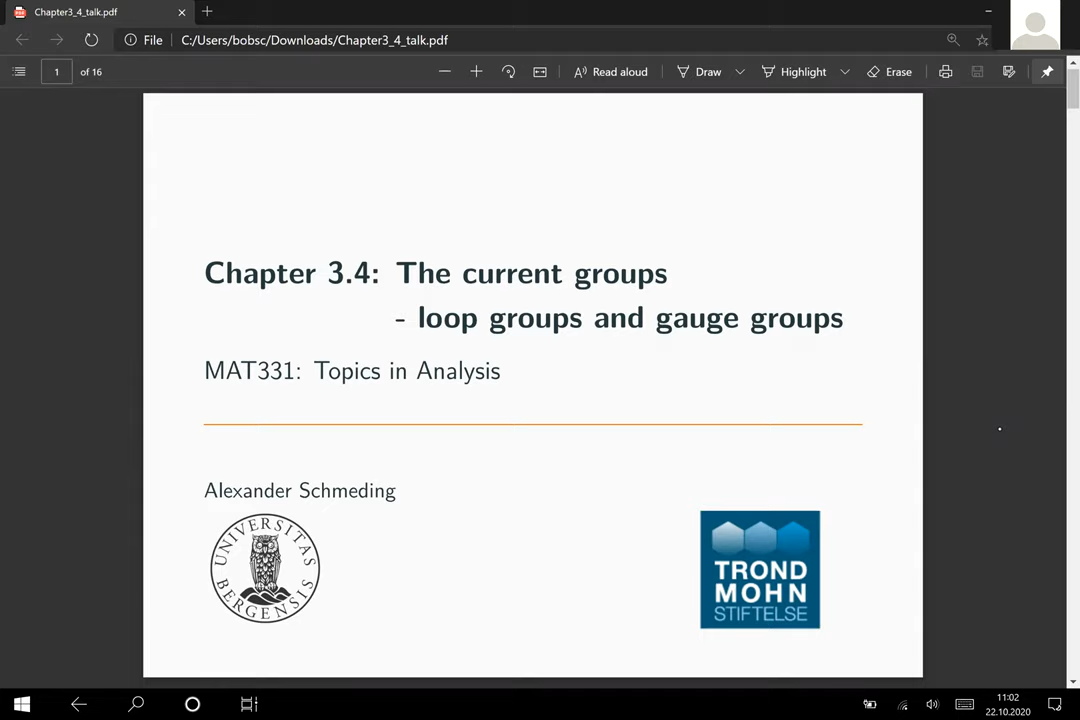 Chapter3_4_talk.pdf
File
C:/Users/bobsc/Downloads/Chapter3_4_talk.pdf
1 of 16
Read aloud
Draw
Highlight
Erase
Chapter 3.4: The current groups
- loop groups and gauge groups
MAT331: Topics in Analysis
Alexander Schmeding
UNIVERSITAS
BERGENSIS
TROND
MOHN
STIFTELSE
11:02
22.10.2020